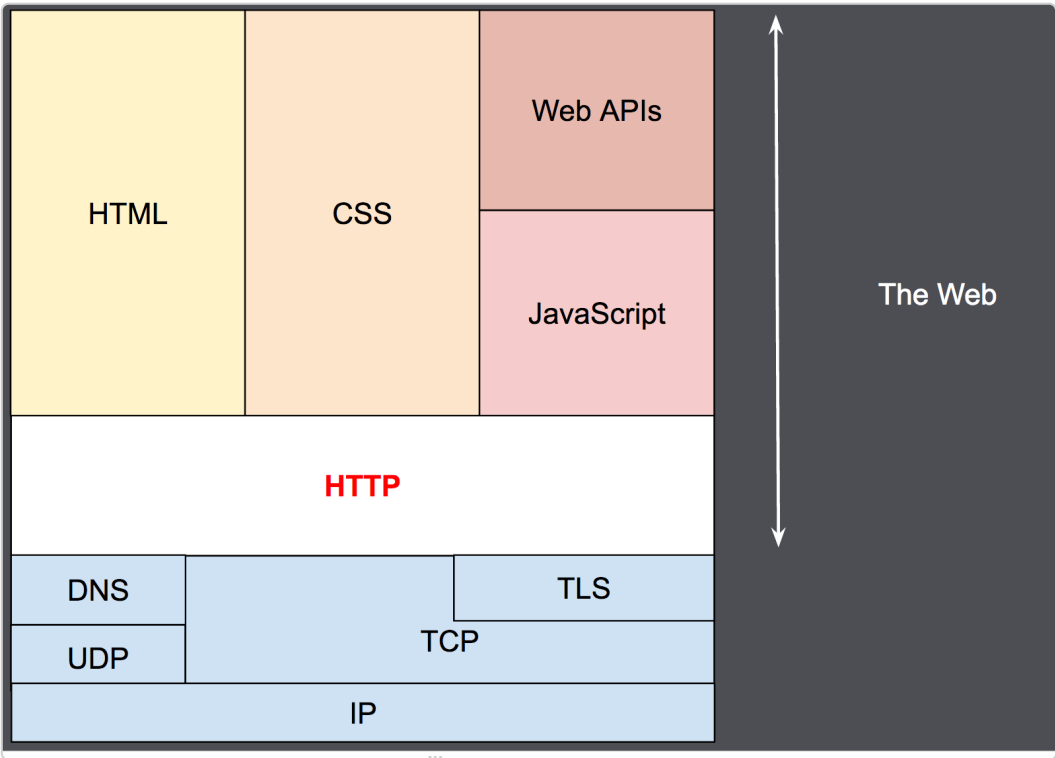 HTML
CSS
Web APIs
JavaScript
The Web
HTTP
DNS
TLS
UDP
TCP
IP